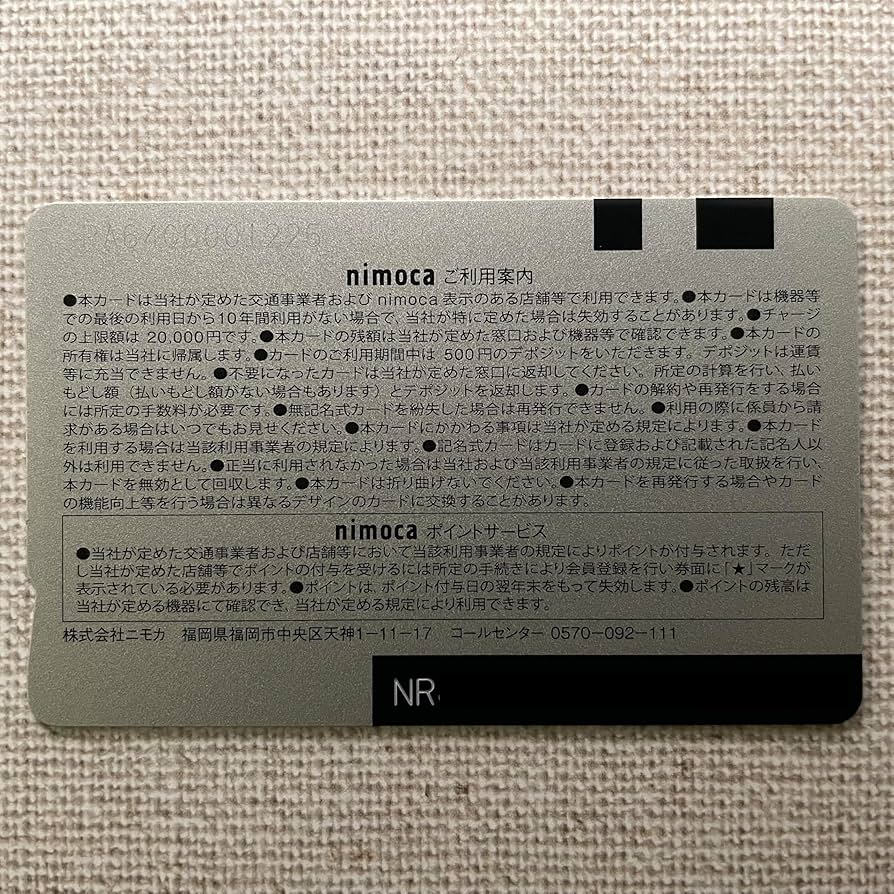 nimoca ご利用案内
●本カードは当社が定めた交通事業者および nimoca 表示のある店舗等で利用できます。●本カードは機器等
での最後の利用日から10年間利用がない場合で、当社が特に定めた場合は失効することがあります。●チャージ
の上限額は 20,000円です。●本カードの残額は当社が定めた窓口および機器等で確認できます。●本カードの
所有権は当社に帰属します。●カードのご利用期間中は 500円のデポジットをいただきます。デポジットは運賃
等に充当できません。●不要になったカードは当社が定めた窓口に返却してください。所定の計算を行い、払い
もどし額（払いもどし額がない場合もあります）とデポジットを返却します。●カードの解約や再発行をする場合
には所定の手数料が必要です。●無記名式カードを紛失した場合は再発行できません。●利用の際に係員から請
求がある場合はいつでもお見せください。●本カードにかかわる事項は当社が定める規定によります。●本カード
を利用する場合は当該利用事業者の規定によります。●記名式カードはカードに登録および記載された記名人以
外は利用できません。●正当に利用されなかった場合は当社および当該利用事業者の規定に従った取扱を行い、
本カードを無効として回収します。●本カードは折り曲げないでください。●本カードを再発行する場合やカード
の機能向上等を行う場合は異なるデザインのカードに交換することがあります。
nimoca ポイントサービス
●当社が定めた交通事業者および店舗等において当該利用事業者の規定によりポイントが付与されます。ただ
し当社が定めた店舗等でポイントの付与を受けるには所定の手続きにより会員登録を行い券面に「★」マークが
表示されている必要があります。●ポイントは、ポイント付与日の翌年末をもって失効します。●ポイントの残高は
当社が定める機器にて確認でき、当社が定める規定により利用できます。
株式会社ニモカ 福岡県福岡市中央区天神1-11-17 コールセンター 0570-092-111
NR